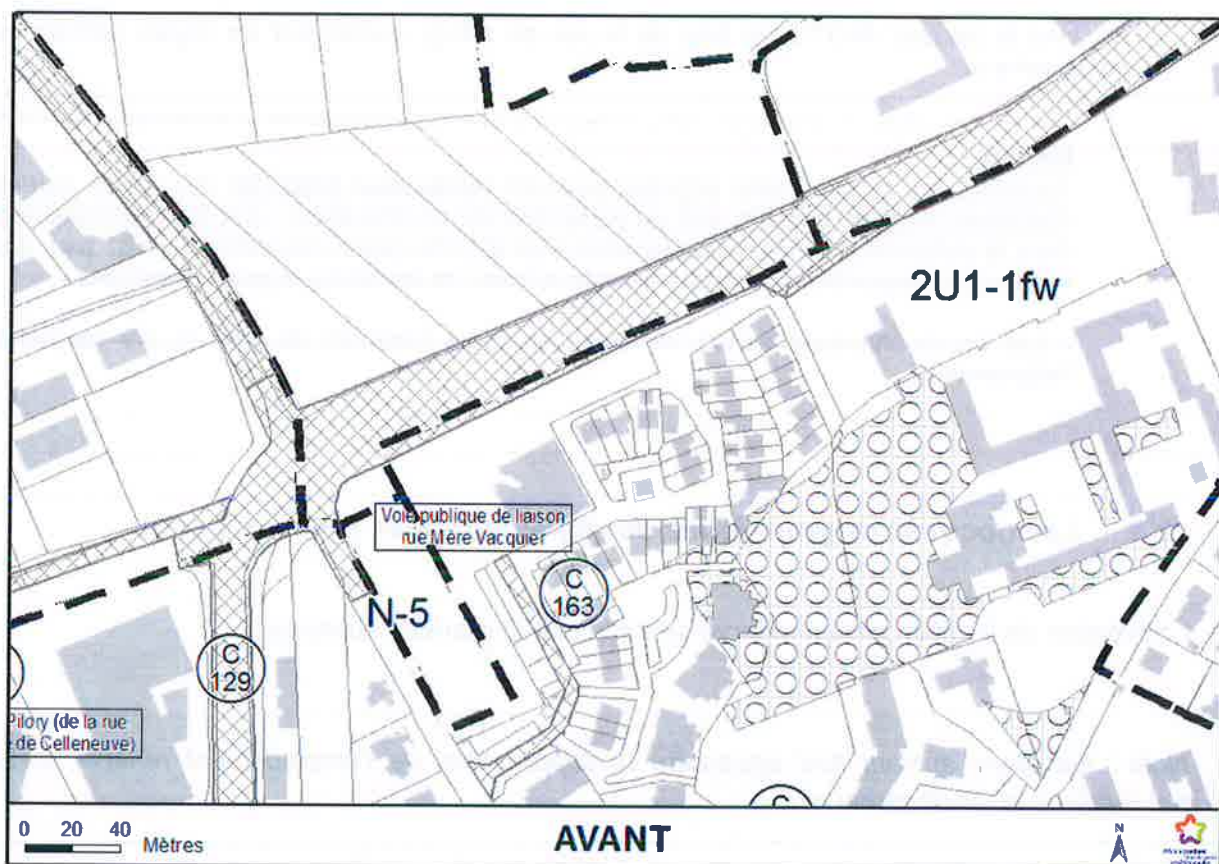 2U1-1fw
Voie publique de liaison
rue Mère Vacquier
C
163
N-5
C
129
Pilory (de la rue
de Celleneuve)
C
0 20 40
Mètres
AVANT
N